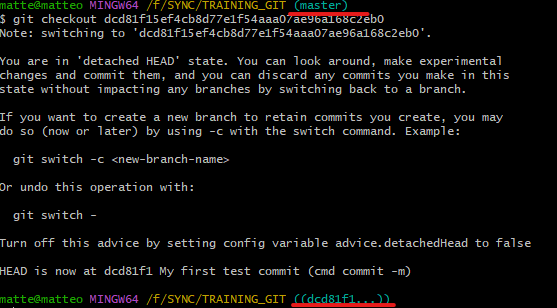 matte@matteo MINGW64 /f/SYNC/TRAINING_GIT (master)
$ git checkout dcd81f15ef4cb8d77e1f54aaa07ae96a168c2eb0
Note: switching to 'dcd81f15ef4cb8d77e1f54aaa07ae96a168c2eb0'.
You are in 'detached HEAD' state. You can look around, make experimental
changes and commit them, and you can discard any commits you make in this
state without impacting any branches by switching back to a branch.
If you want to create a new branch to retain commits you create, you may
do so (now or later) by using -c with the switch command. Example:
git switch -c <new-branch-name>
Or undo this operation with:
git switch -
Turn off this advice by setting config variable advice.detachedHead to false
HEAD is now at dcd81f1 My first test commit (cmd commit -m)
matte@matteo MINGW64 /f/SYNC/TRAINING_GIT ((dcd81f1...))